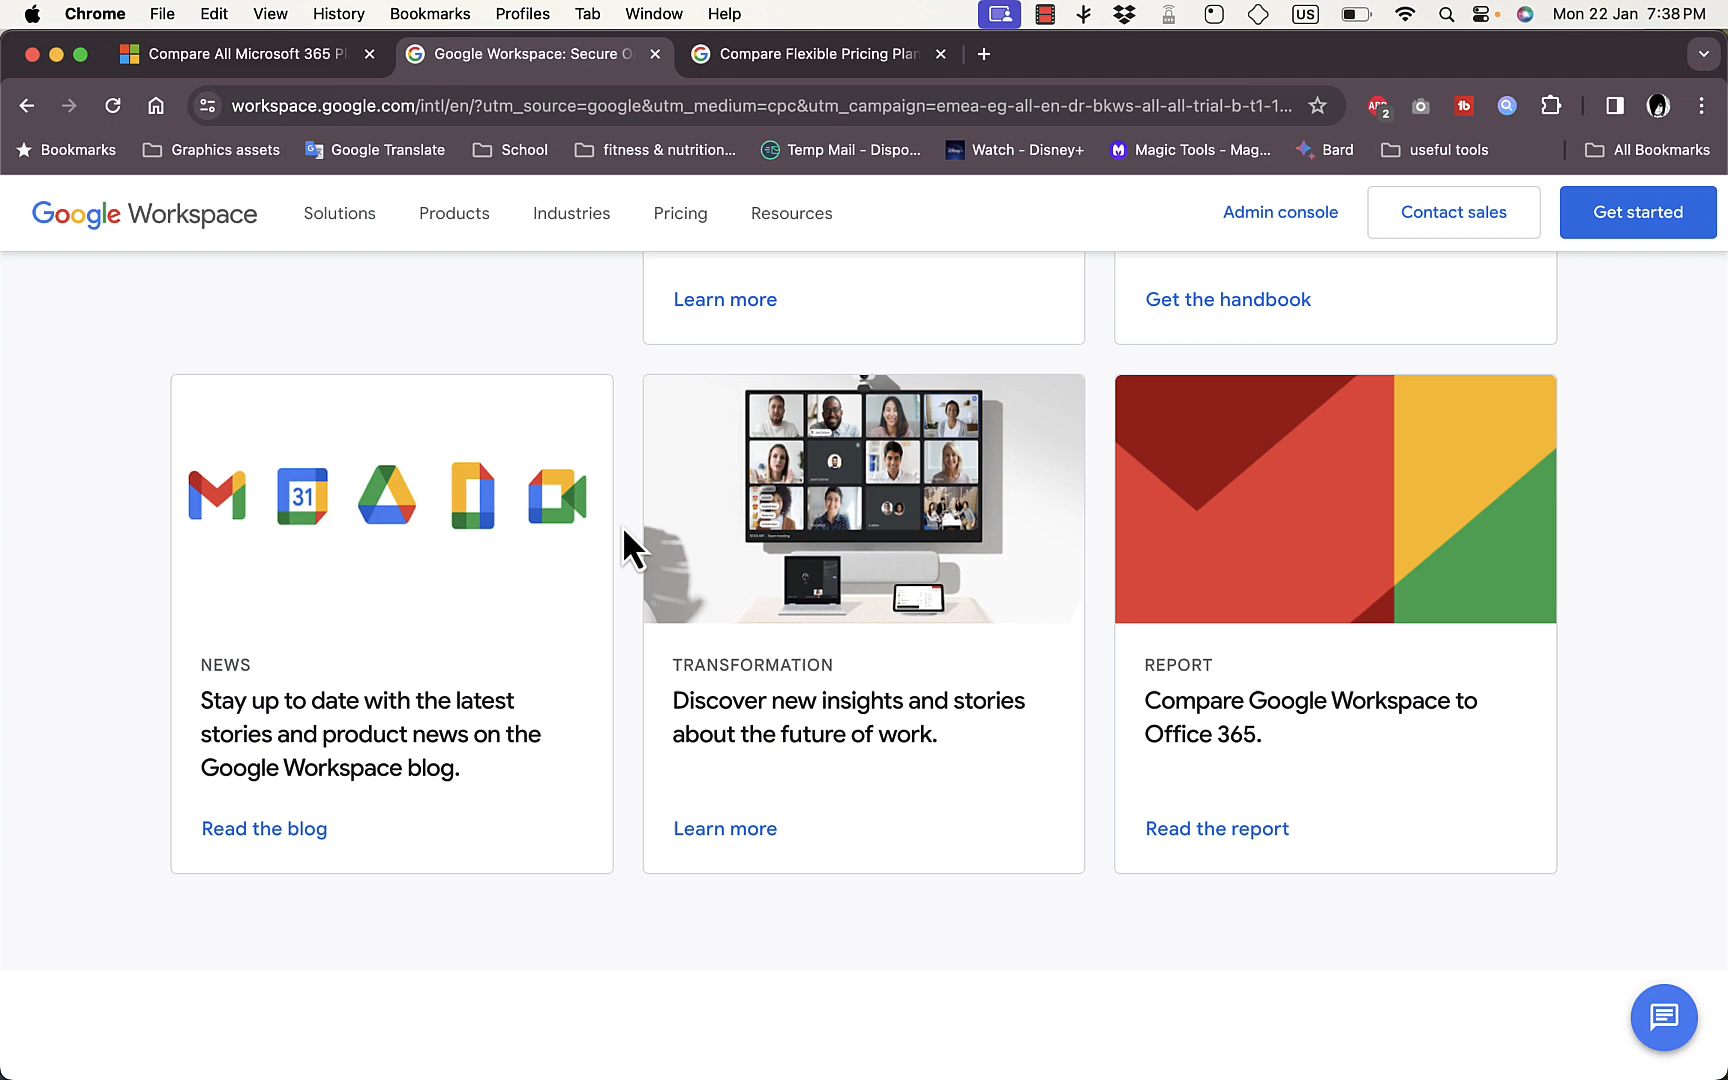 Chrome File Edit View History Bookmarks Profiles Tab Window Help US Mon 22 Jan 7:38 PM
Compare All Microsoft 365 Pl Google Workspace: Secure O Compare Flexible Pricing Plan
workspace.google.com/intl/en/?utm_source=google&utm_medium=cpc&utm_campaign=emea-eg-all-en-dr-bkws-all-all-trial-b-t1-1... ABP 2 tb
Bookmarks Graphics assets Google Translate School fitness & nutrition... Temp Mail - Dispo... Watch - Disney+ Magic Tools - Mag... Bard useful tools All Bookmarks
Google Workspace Solutions Products Industries Pricing Resources Admin console Contact sales Get started
Learn more Get the handbook
31
NEWS
Stay up to date with the latest
stories and product news on the
Google Workspace blog.
Read the blog
TRANSFORMATION
Discover new insights and stories
about the future of work.
Learn more
REPORT
Compare Google Workspace to
Office 365.
Read the report